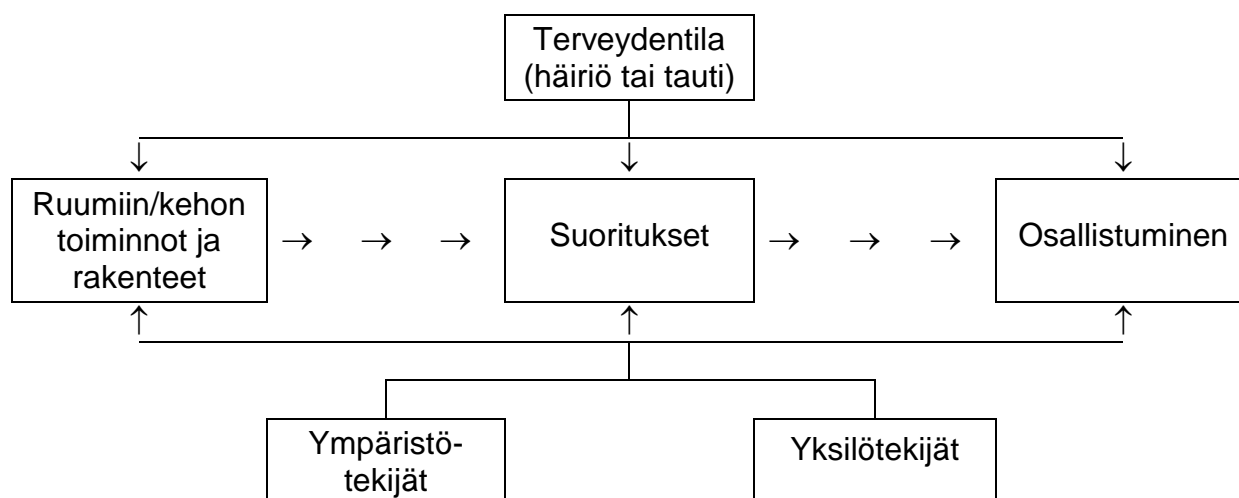 Terveydentila
(häiriö tai tauti)
Ruumiin/kehon
toiminnot ja
rakenteet
Suoritukset
Osallistuminen
Ympäristö-
tekijät
Yksilötekijät